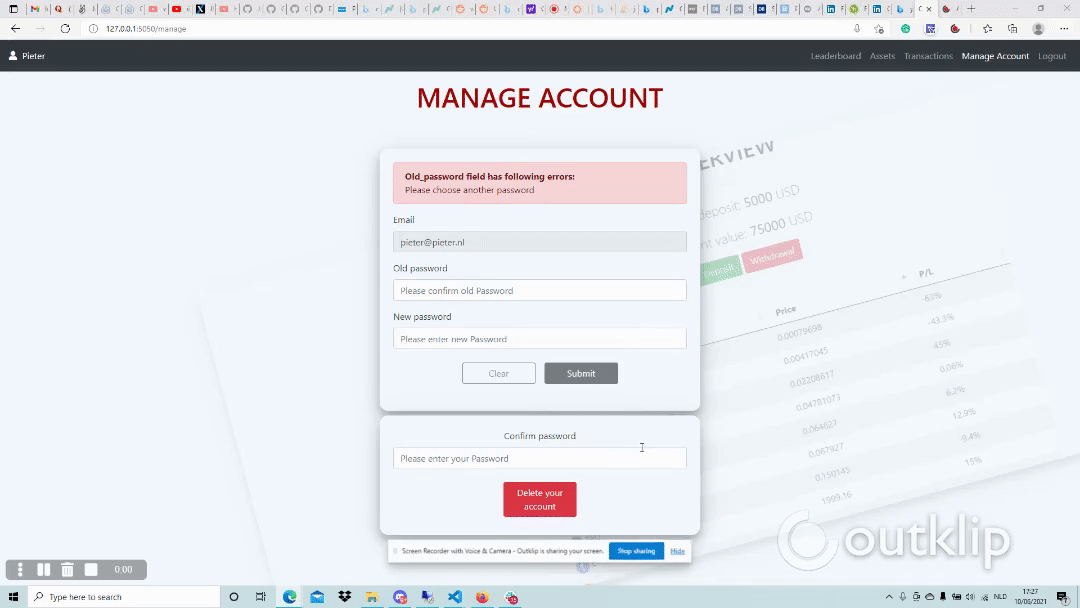 127.0.0.1:5000/manage
Pieter
Leaderboard Assets Transactions Manage Account Logout
MANAGE ACCOUNT
Old_password field has following errors:
Please choose another password
Email
pieter@pieter.nl
Old password
Please confirm old Password
New password
Please enter new Password
Clear Submit
Confirm password
Please enter your Password
Delete your
account
ERVIEW
deposit: 5000 USD
nt value: 75000 USD
Deposit Withdrawal
Price P/L
0.00079698 -63%
0.00417045 -43.3%
0.02208617 45%
0.04781073 0.06%
0.064627 6.2%
0.067927 12.9%
0.150145 -9.4%
1999.16 15%
outklip
Screen Recorder with Voice & Camera - Outklip is sharing your screen. Stop sharing Hide
0:00
Type here to search
NLD
17:27
10/06/2021